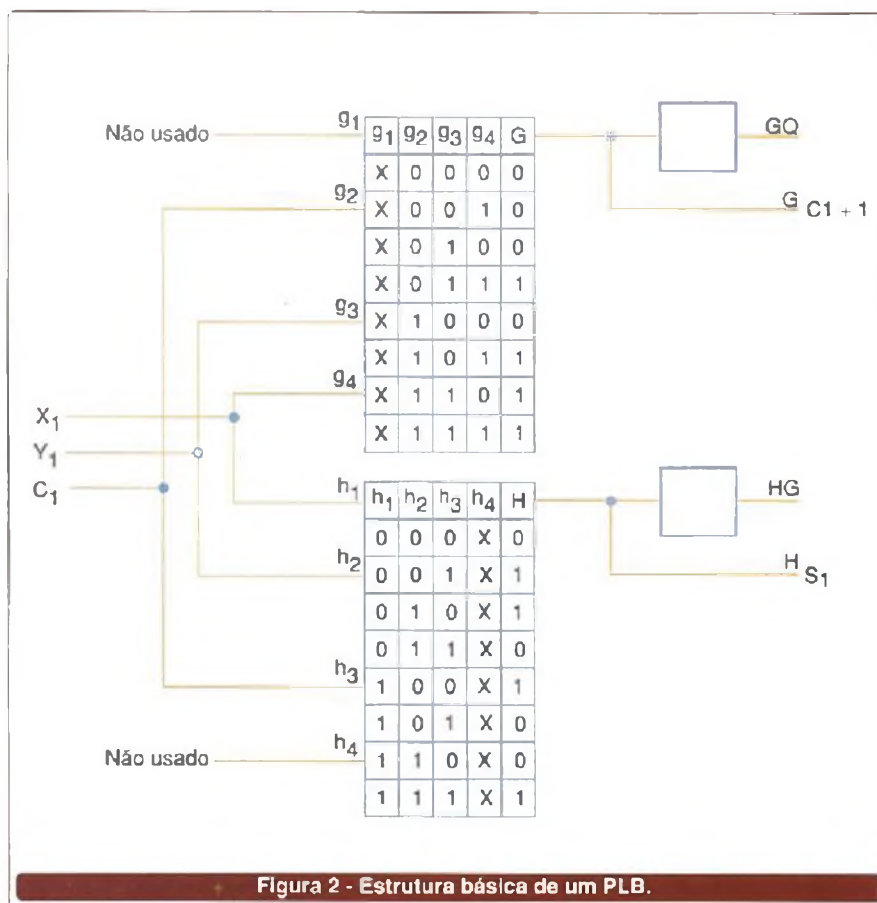 Não usado
g1
g1 g2 g3 g4 G
X 0 0 0 0
X 0 0 1 0
X 0 1 0 0
X 0 1 1 1
X 1 0 0 0
X 1 0 1 1
X 1 1 0 1
X 1 1 1 1
g2
g3
g4
GQ
G C1 + 1
X1
Y1
C1
h1
h1 h2 h3 h4 H
0 0 0 X 0
0 0 1 X 1
0 1 0 X 1
0 1 1 X 0
1 0 0 X 1
1 0 1 X 0
1 1 0 X 0
1 1 1 X 1
h2
h3
h4
Não usado
HG
H S1
Figura 2 - Estrutura básica de um PLB.